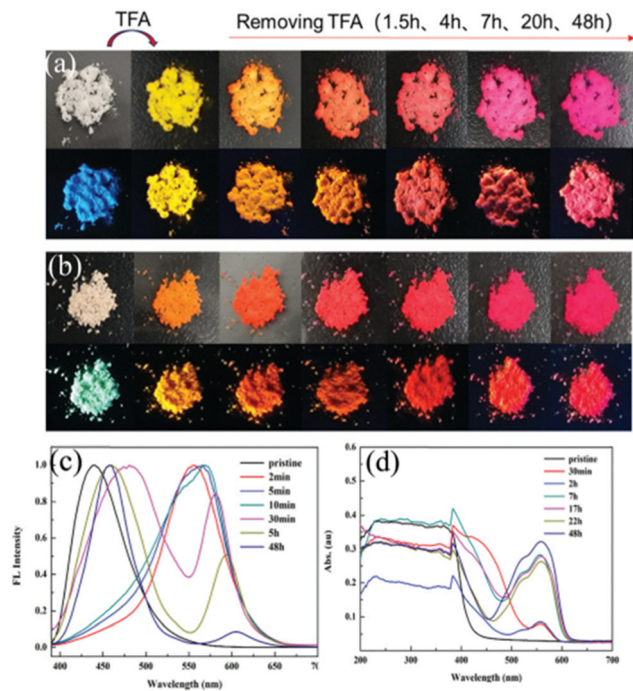 TFA
Removing TFA (1.5h、4h、7h、20h、48h)
(a)
(b)
(c)
1.0
0.8
0.6
0.4
0.2
0.0
FL Intensity
pristine
2min
5min
10min
30min
5h
48h
400 450 500 550 600 650 70
Wavelength (nm)
(d)
0.6
0.5
0.4
0.3
0.2
0.1
Abs. (au)
pristine
30min
2h
7h
17h
22h
48h
200 300 400 500 600 700
Wavelength (nm)